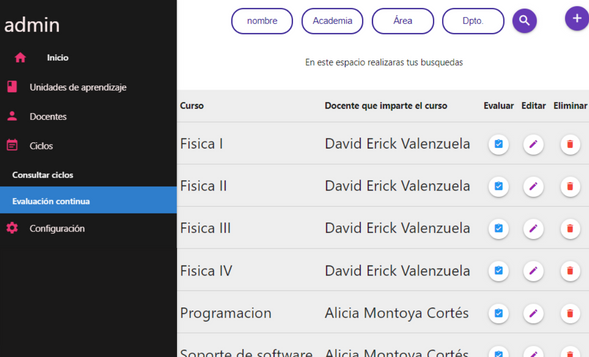 admin
Inicio
Unidades de aprendizaje
Docentes
Ciclos
Consultar ciclos
Evaluación continua
Configuración
nombre Academia Área Dpto.
En este espacio realizaras tus busquedas
Curso Docente que imparte el curso Evaluar Editar Eliminar
Fisica I David Erick Valenzuela
Fisica II David Erick Valenzuela
Fisica III David Erick Valenzuela
Fisica IV David Erick Valenzuela
Programacion Alicia Montoya Cortés
Soporte de software Alicia Montoya Cortés